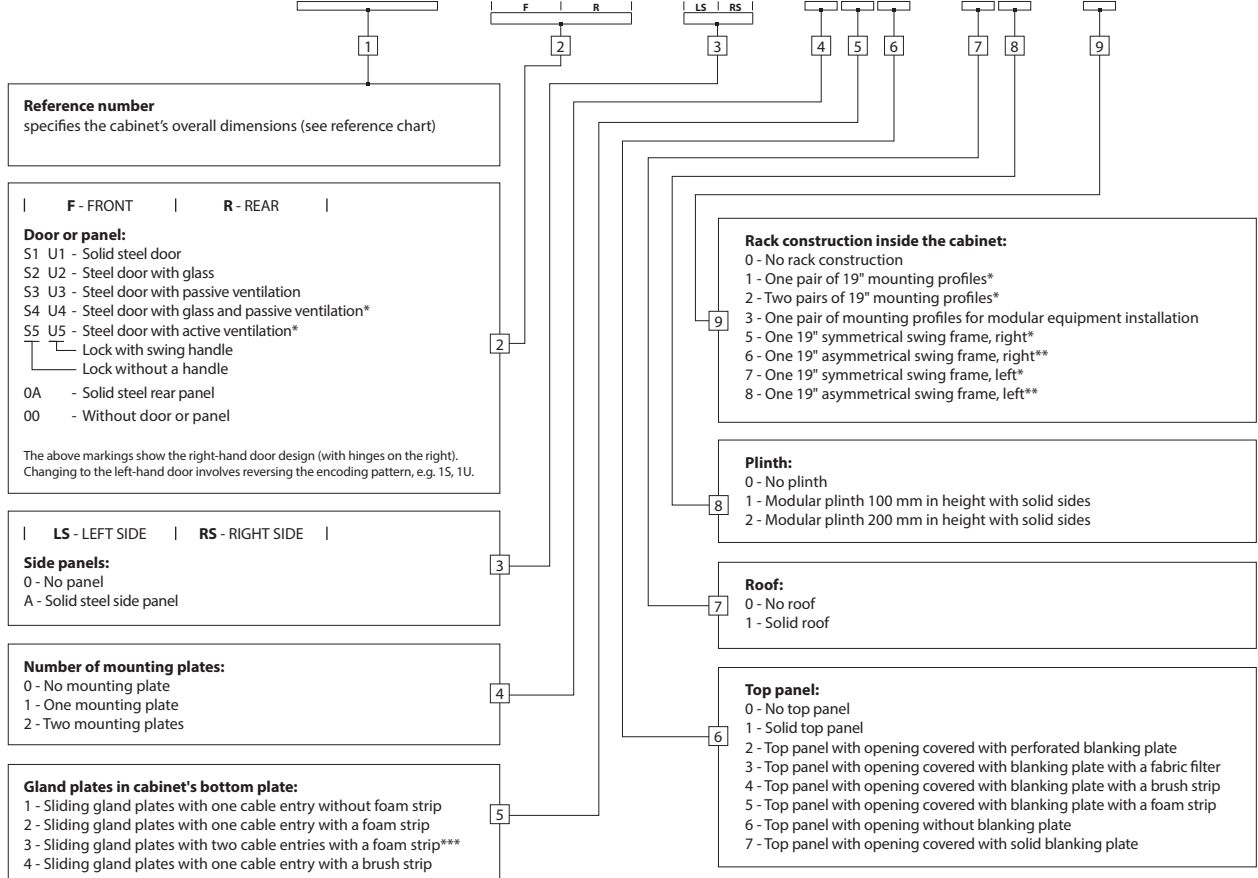 F R LS RS
1 2 3 4 5 6 7 8 9
Reference number
specifies the cabinet's overall dimensions (see reference chart)
F - FRONT R - REAR
Door or panel:
S1 U1 - Solid steel door
S2 U2 - Steel door with glass
S3 U3 - Steel door with passive ventilation
S4 U4 - Steel door with glass and passive ventilation*
S5 U5 - Steel door with active ventilation*
Lock with swing handle
Lock without a handle
0A - Solid steel rear panel
00 - Without door or panel
The above markings show the right-hand door design (with hinges on the right).
Changing to the left-hand door involves reversing the encoding pattern, e.g. 1S, 1U.
2
LS - LEFT SIDE RS - RIGHT SIDE
Side panels:
0 - No panel
A - Solid steel side panel
3
Number of mounting plates:
0 - No mounting plate
1 - One mounting plate
2 - Two mounting plates
4
Gland plates in cabinet's bottom plate:
1 - Sliding gland plates with one cable entry without foam strip
2 - Sliding gland plates with one cable entry with a foam strip
3 - Sliding gland plates with two cable entries with a foam strip***
4 - Sliding gland plates with one cable entry with a brush strip
5
Rack construction inside the cabinet:
0 - No rack construction
1 - One pair of 19" mounting profiles*
2 - Two pairs of 19" mounting profiles*
3 - One pair of mounting profiles for modular equipment installation
5 - One 19" symmetrical swing frame, right*
6 - One 19" asymmetrical swing frame, right**
7 - One 19" symmetrical swing frame, left*
8 - One 19" asymmetrical swing frame, left**
9
Plinth:
0 - No plinth
1 - Modular plinth 100 mm in height with solid sides
2 - Modular plinth 200 mm in height with solid sides
8
Roof:
0 - No roof
1 - Solid roof
7
Top panel:
0 - No top panel
1 - Solid top panel
2 - Top panel with opening covered with perforated blanking plate
3 - Top panel with opening covered with blanking plate with a fabric filter
4 - Top panel with opening covered with blanking plate with a brush strip
5 - Top panel with opening covered with blanking plate with a foam strip
6 - Top panel with opening without blanking plate
7 - Top panel with opening covered with solid blanking plate
6